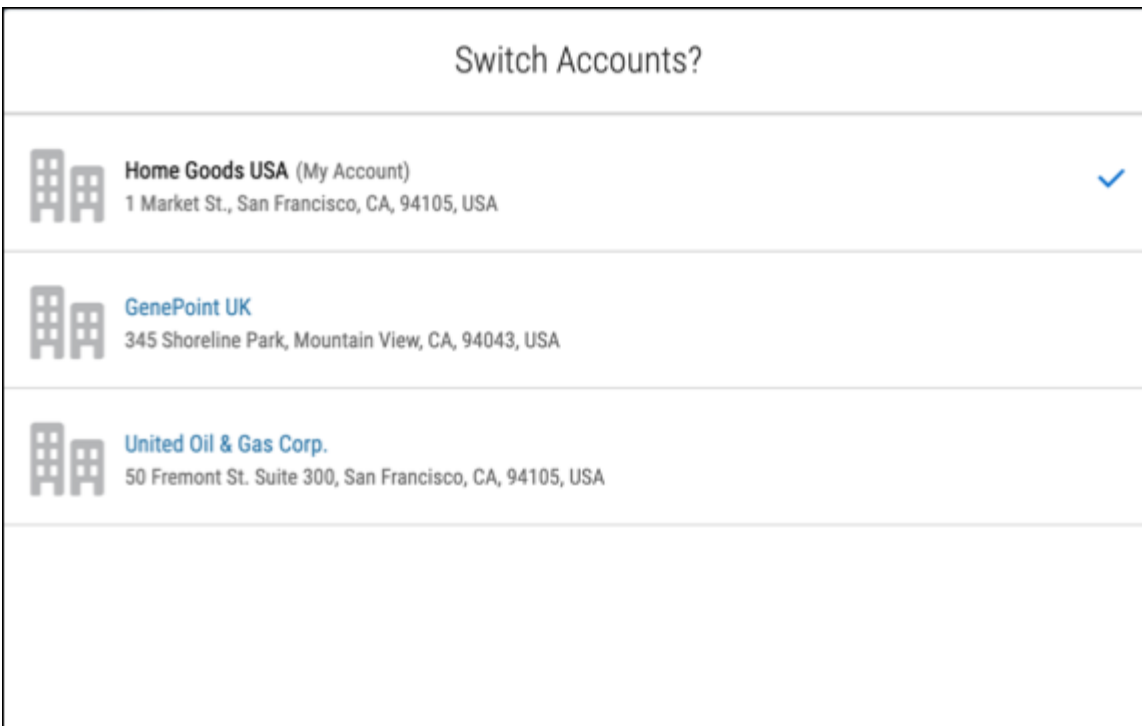 Switch Accounts?
Home Goods USA (My Account)
1 Market St., San Francisco, CA, 94105, USA
GenePoint UK
345 Shoreline Park, Mountain View, CA, 94043, USA
United Oil & Gas Corp.
50 Fremont St. Suite 300, San Francisco, CA, 94105, USA